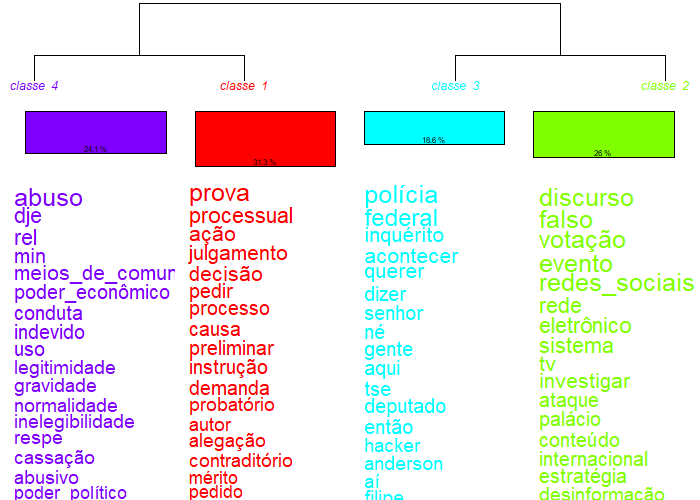 classe 4
classe 1
classe 3
classe 2
24.1 %
31.3 %
18.6 %
26 %
abuso
dje
rel
min
meios_de_comun
poder_econômico
conduta
indevido
uso
legitimidade
gravidade
normalidade
inelegibilidade
respe
cassação
abusivo
poder_político
prova
processual
ação
julgamento
decisão
pedir
processo
causa
preliminar
instrução
demanda
probatório
autor
alegação
contraditório
mérito
pedido
polícia
federal
inquérito
acontecer
querer
dizer
senhor
né
gente
aqui
tse
deputado
então
hacker
anderson
aí
filipe
discurso
falso
votação
evento
redes_sociais
rede
eletrônico
sistema
tv
investigar
ataque
palácio
conteúdo
internacional
estratégia
desinformação